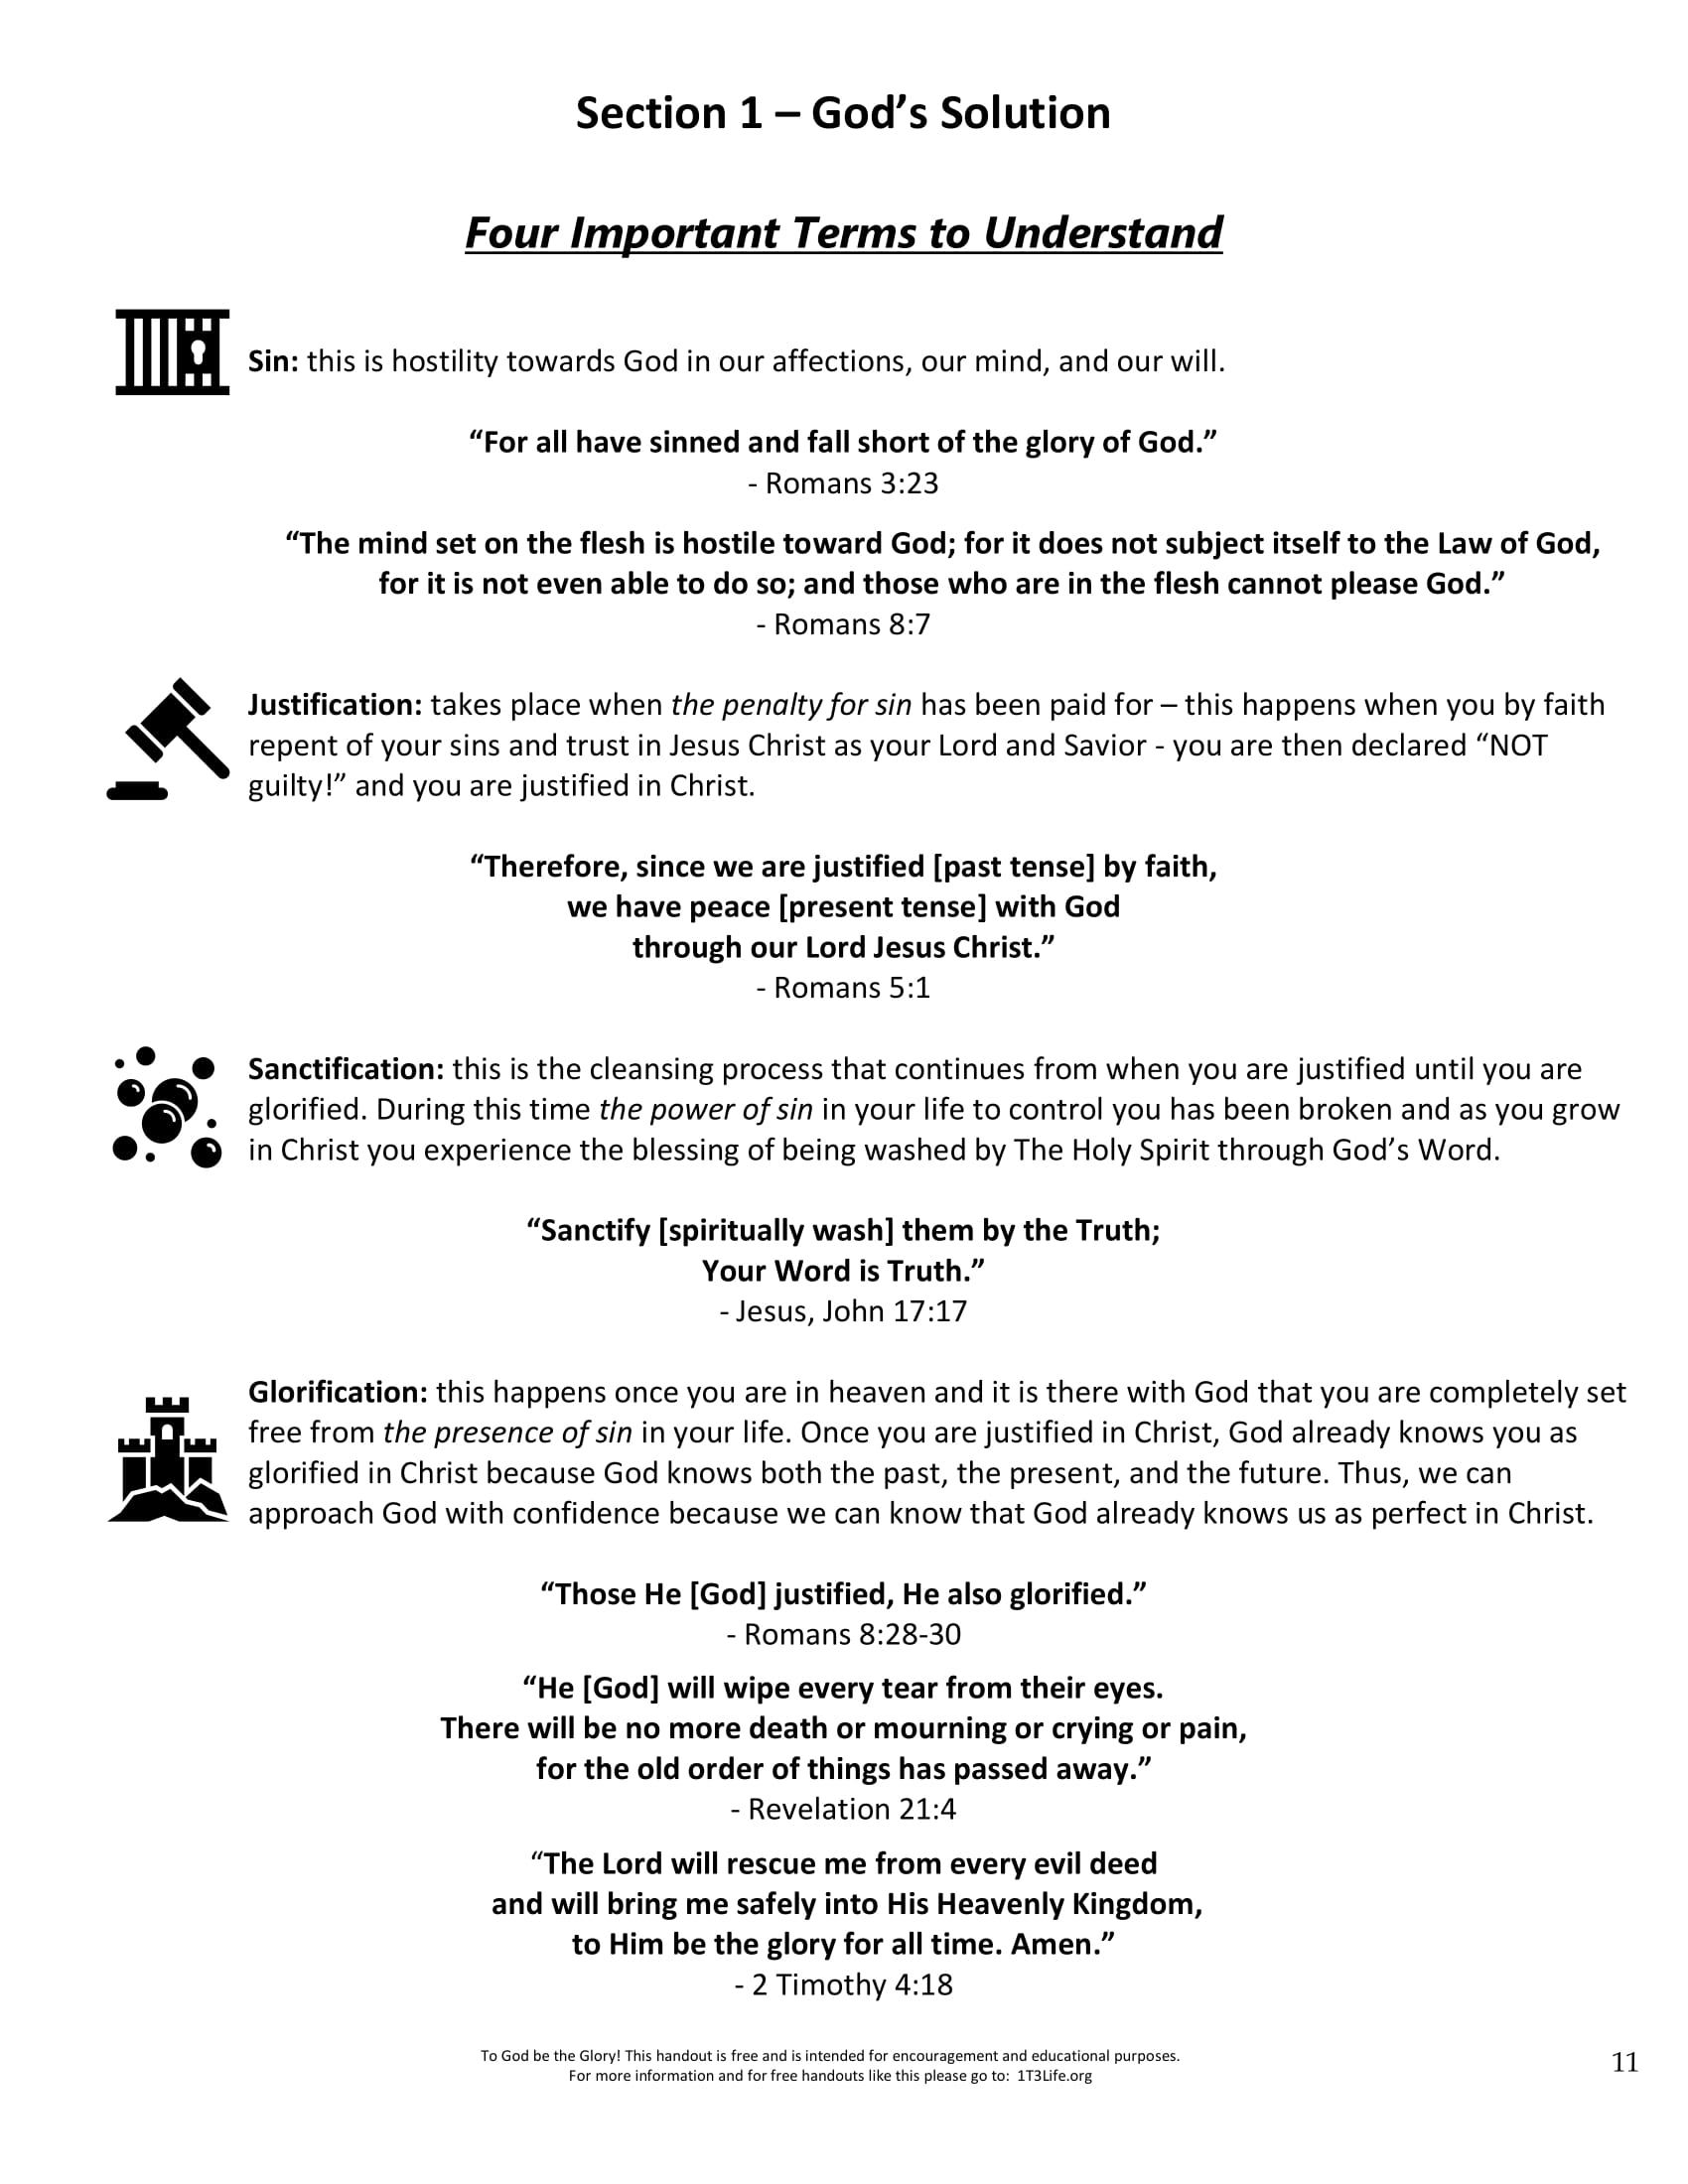 Section 1 – God’s Solution
Four Important Terms to Understand
Sin: this is hostility towards God in our affections, our mind, and our will.
“For all have sinned and fall short of the glory of God.”
- Romans 3:23
“The mind set on the flesh is hostile toward God; for it does not subject itself to the Law of God,
for it is not even able to do so; and those who are in the flesh cannot please God.”
- Romans 8:7
Justification: takes place when the penalty for sin has been paid for – this happens when you by faith
repent of your sins and trust in Jesus Christ as your Lord and Savior - you are then declared “NOT
guilty!” and you are justified in Christ.
“Therefore, since we are justified [past tense] by faith,
we have peace [present tense] with God
through our Lord Jesus Christ.”
- Romans 5:1
Sanctification: this is the cleansing process that continues from when you are justified until you are
glorified. During this time the power of sin in your life to control you has been broken and as you grow
in Christ you experience the blessing of being washed by The Holy Spirit through God’s Word.
“Sanctify [spiritually wash] them by the Truth;
Your Word is Truth.”
- Jesus, John 17:17
Glorification: this happens once you are in heaven and it is there with God that you are completely set
free from the presence of sin in your life. Once you are justified in Christ, God already knows you as
glorified in Christ because God knows both the past, the present, and the future. Thus, we can
approach God with confidence because we can know that God already knows us as perfect in Christ.
“Those He [God] justified, He also glorified.”
- Romans 8:28-30
“He [God] will wipe every tear from their eyes.
There will be no more death or mourning or crying or pain,
for the old order of things has passed away.”
- Revelation 21:4
“The Lord will rescue me from every evil deed
and will bring me safely into His Heavenly Kingdom,
to Him be the glory for all time. Amen.”
- 2 Timothy 4:18
To God be the Glory! This handout is free and is intended for encouragement and educational purposes.
For more information and for free handouts like this please go to: 1T3Life.org
11